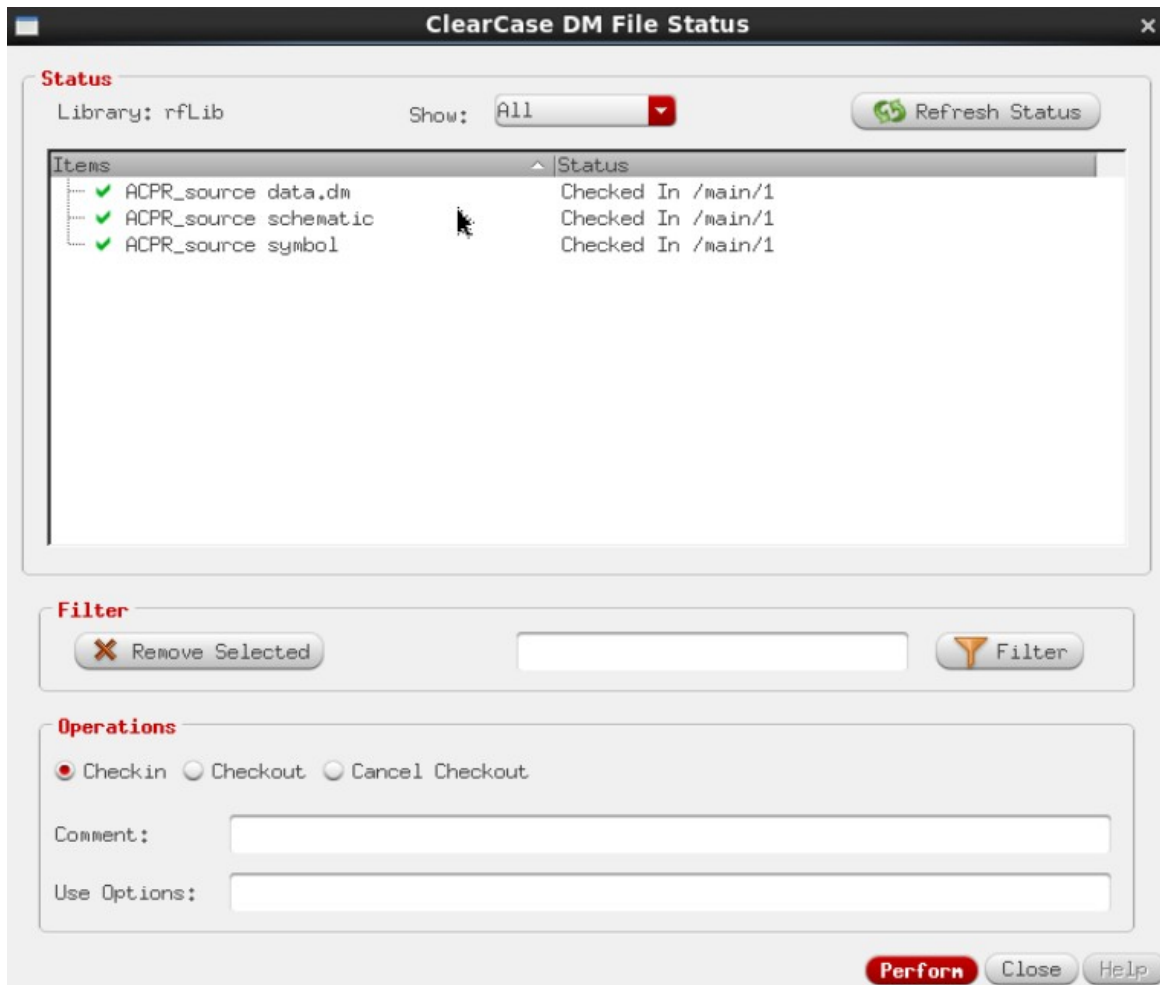 ClearCase DM File Status
Status
Library: rfLib Show: All Refresh Status
Items Status
ACPR_source data.dm Checked In /main/1
ACPR_source schematic Checked In /main/1
ACPR_source symbol Checked In /main/1
Filter
Remove Selected Filter
Operations
Checkin Checkout Cancel Checkout
Comment:
Use Options:
Perform Close Help